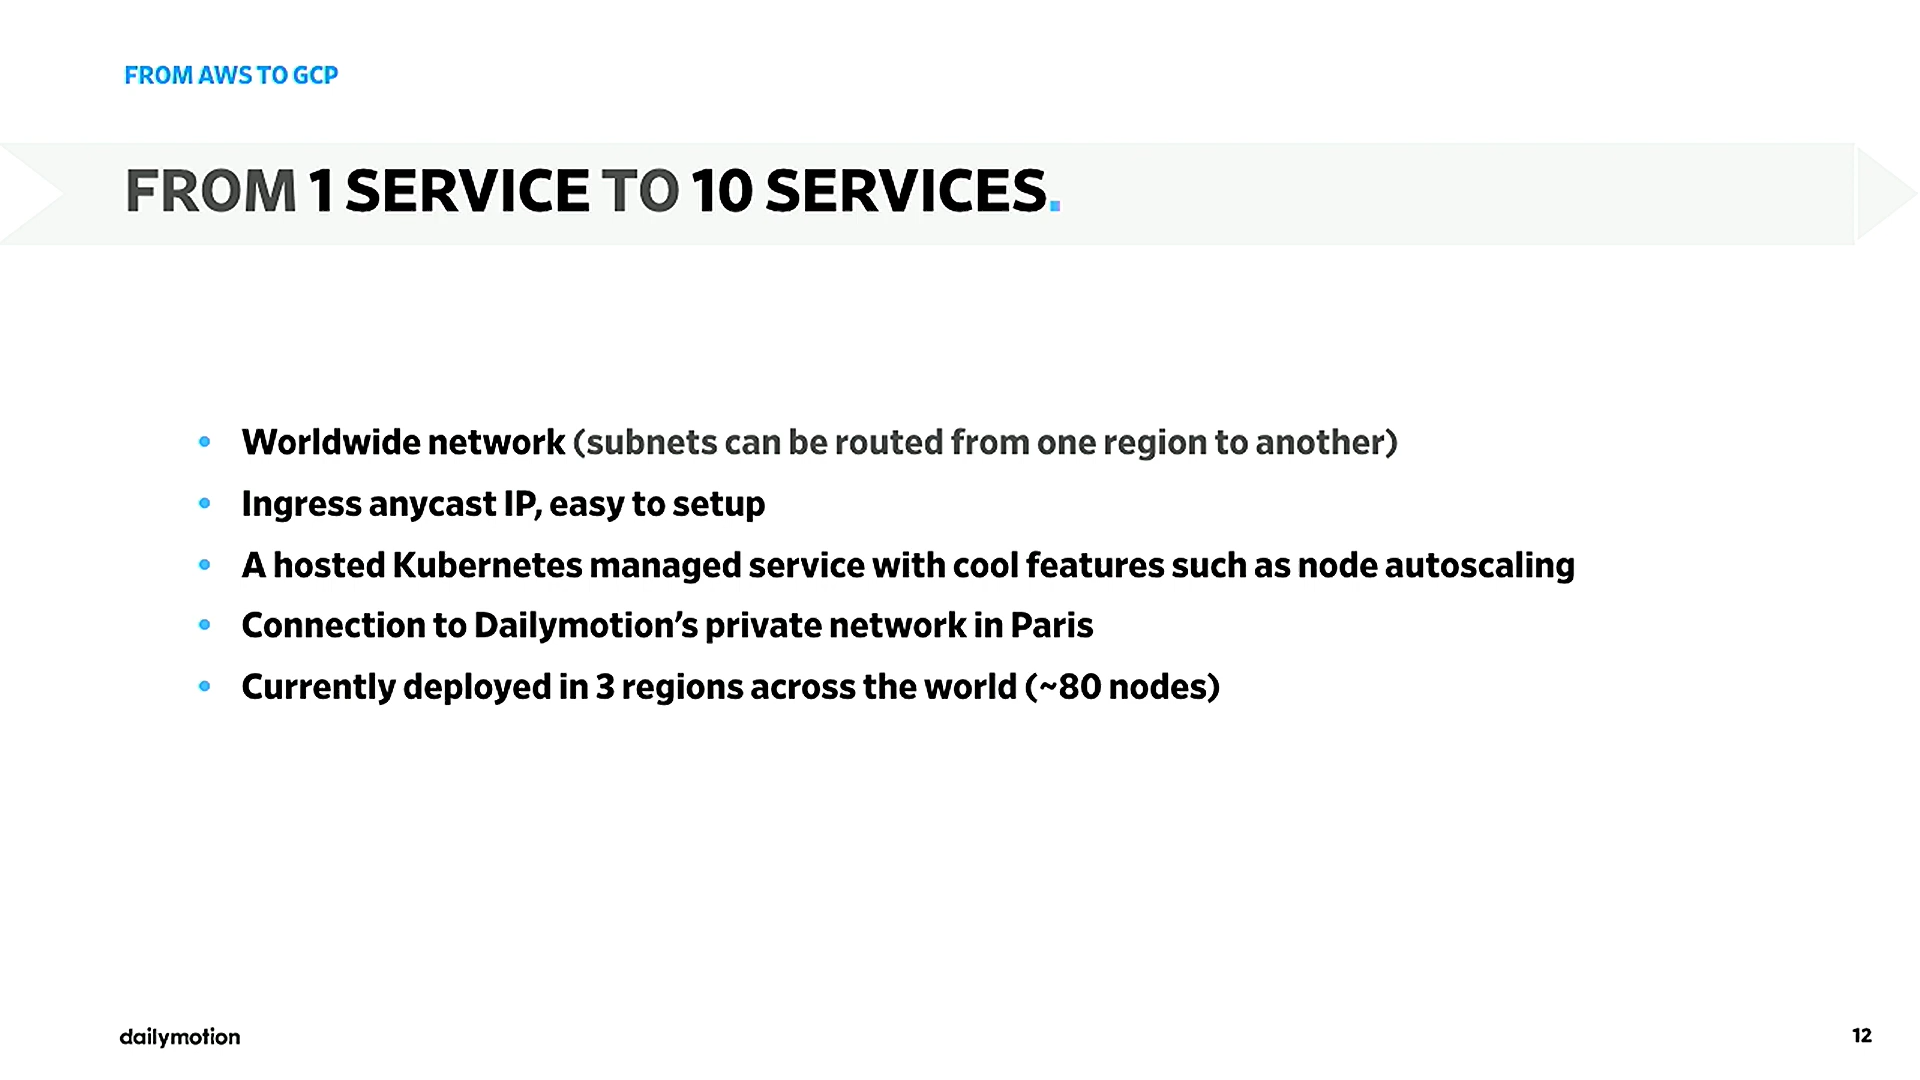 FROM AWS TO GCP
FROM 1 SERVICE TO 10 SERVICES.
• Worldwide network (subnets can be routed from one region to another)
• Ingress anycast IP, easy to setup
• A hosted Kubernetes managed service with cool features such as node autoscaling
• Connection to Dailymotion’s private network in Paris
• Currently deployed in 3 regions across the world (~80 nodes)
dailymotion
12